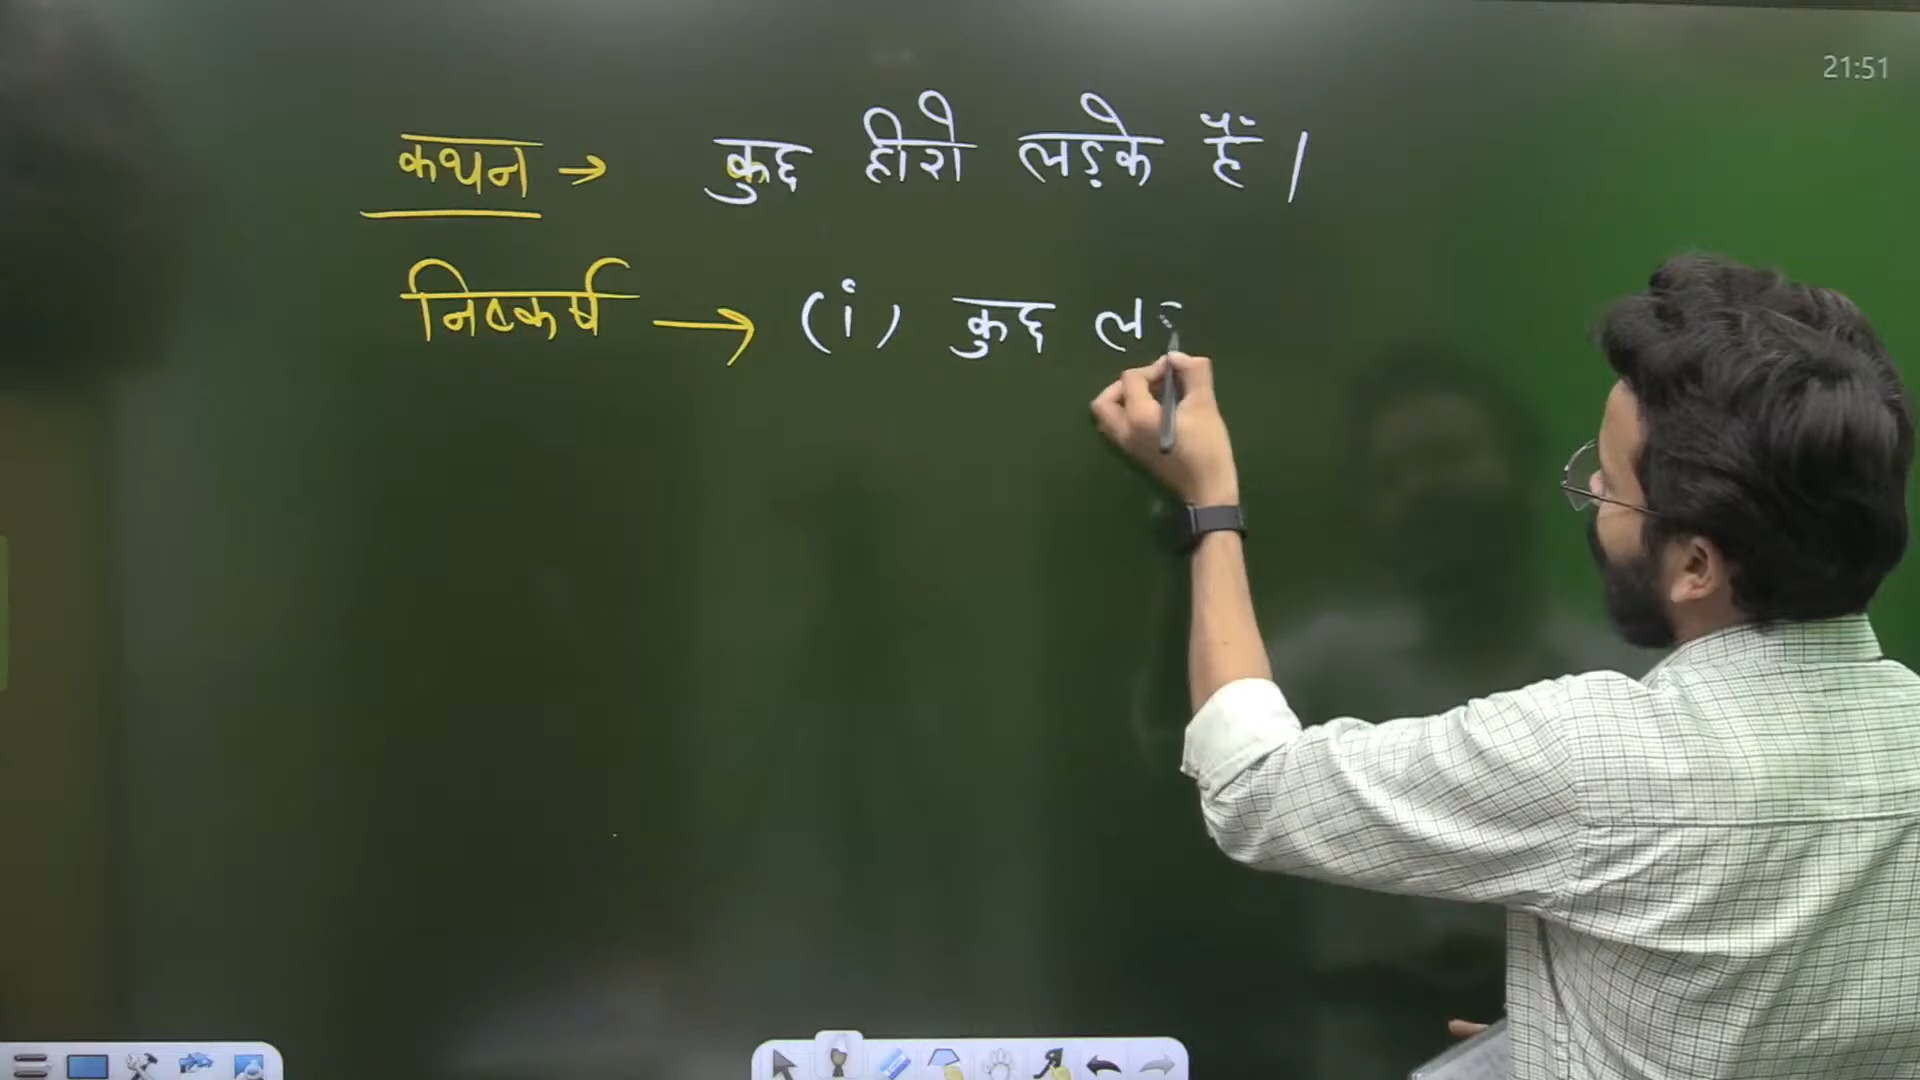 21:51
कथन → कुछ हीरो लड़के हैं।
निष्कर्ष → (i) कुछ